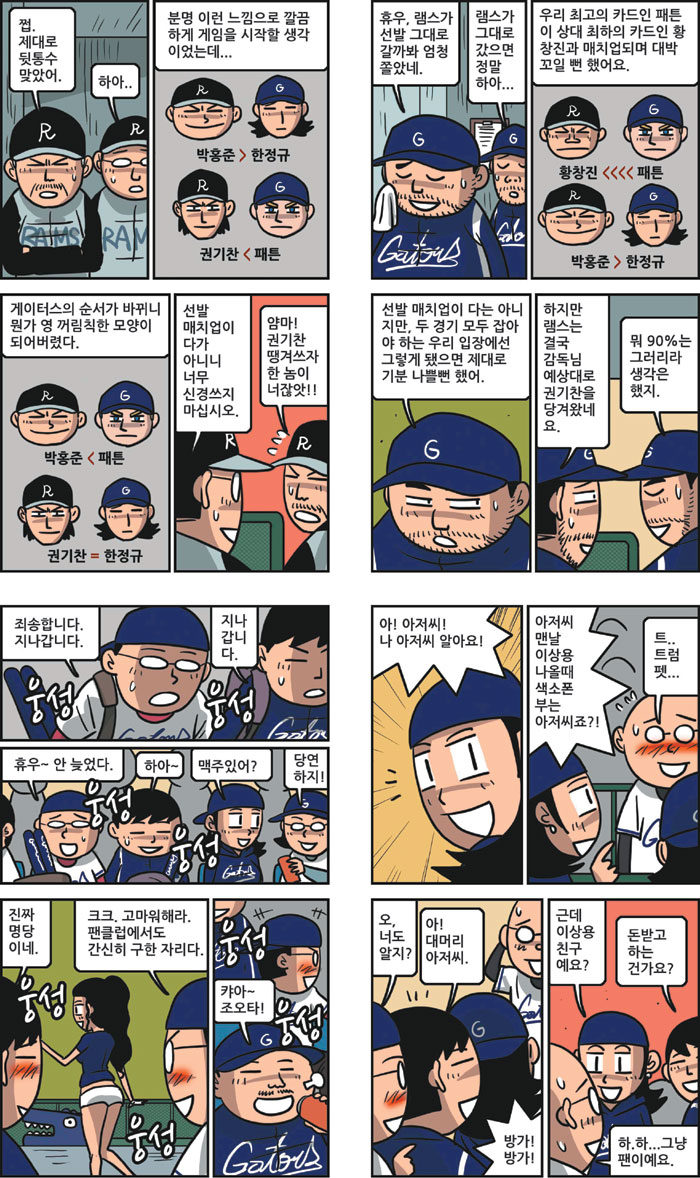 쩝.
제대로
뒷통수
맞았어.
하아..
R
R
RAMS
RAM
분명 이런 느낌으로 깔끔
하게 게임을 시작할 생각
이었는데...
R
G
박홍준 > 한정규
R
G
권기찬 < 패튼
게이터스의 순서가 바뀌니
뭔가 영 꺼림칙한 모양이
되어버렸다.
R
G
박홍준 < 패튼
R
G
권기찬 = 한정규
선발
매치업이
다가
아니니
너무
신경쓰지
마십시오.
얌마!
권기찬
땡겨쓰자
한 놈이
너잖앗!!
R
R
죄송합니다.
지나갑니다.
지나
갑니
다.
웅성
웅성
Gators
휴우~ 안 늦었다.
하아~
맥주있어?
당연
하지!
웅성
웅성
Gators
진짜
명당
이네.
크크. 고마워해라.
팬클럽에서도
간신히 구한 자리다.
웅성
웅성
웅성
캬아~
조오타!
웅성
G
Gators
휴우, 램스가
선발 그대로
갈까봐 엄청
쫄았네.
램스가
그대로
갔으면
정말
하아...
G
Gators
우리 최고의 카드인 패튼
이 상대 최하의 카드인 황
창진과 매치업되며 대박
꼬일 뻔 했어요.
R
G
황창진 <<<< 패튼
R
G
박홍준 > 한정규
선발 매치업이 다는 아니
지만, 두 경기 모두 잡아
야 하는 우리 입장에선
그렇게 됐으면 제대로
기분 나쁠뻔 했어.
G
하지만
램스는
결국
감독님
예상대로
권기찬을
당겨왔네
요.
뭐 90%는
그러리라
생각은
했지.
아! 아저씨!
나 아저씨 알아요!
아저씨
맨날
이상용
나올때
색소폰
부는
아저씨죠?!
트..
트럼
펫...
오,
너도
알지?
아!
대머리
아저씨.
방가!
방가!
근데
이상용
친구
예요?
돈받고
하는
건가요?
하.하...그냥
팬이예요.